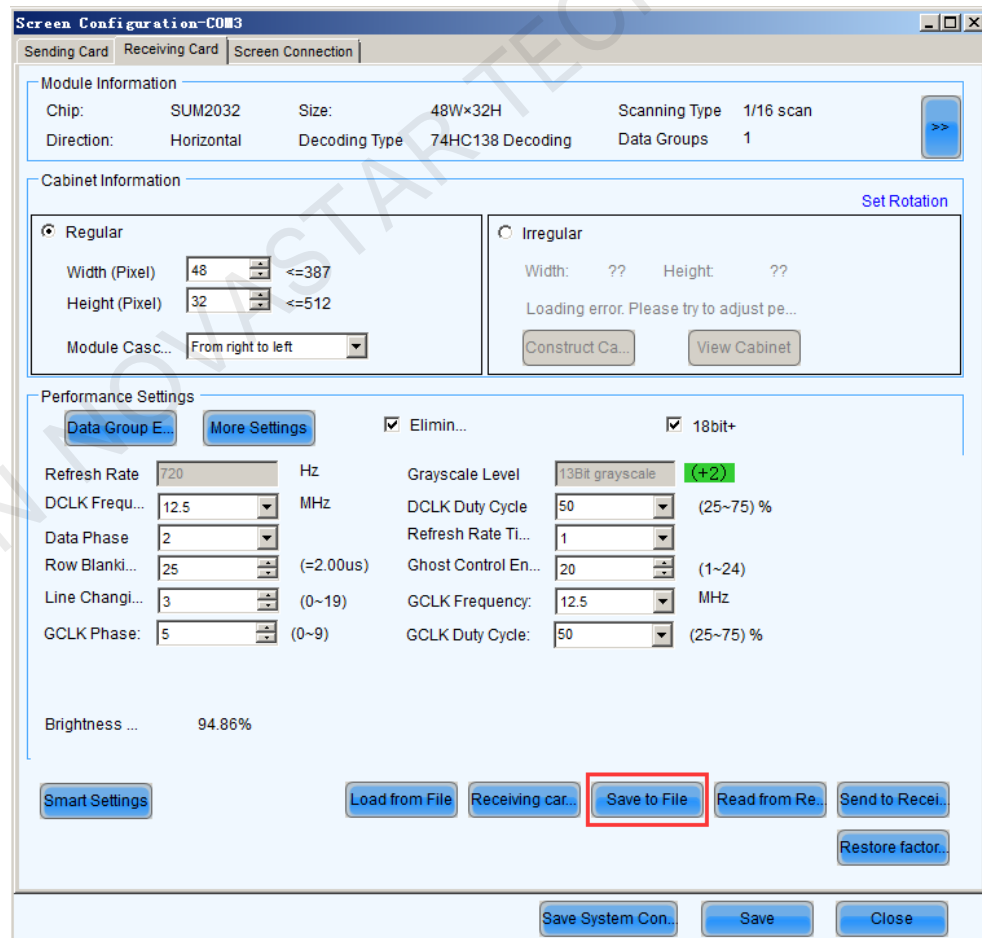 Screen Configuration-COM3
Sending Card Receiving Card Screen Connection
Module Information
Chip: SUM2032 Size: 48W×32H Scanning Type 1/16 scan
Direction: Horizontal Decoding Type 74HC138 Decoding Data Groups 1
>>
Cabinet Information
Set Rotation
Regular
Width (Pixel) 48 <=387
Height (Pixel) 32 <=512
Module Casc... From right to left
Irregular
Width: ?? Height: ??
Loading error. Please try to adjust pe...
Construct Ca... View Cabinet
Performance Settings
Data Group E... More Settings Elimin... 18bit+
Refresh Rate 720 Hz Grayscale Level 13Bit grayscale (+2)
DCLK Frequ... 12.5 MHz DCLK Duty Cycle 50 (25~75) %
Data Phase 2 Refresh Rate Ti... 1
Row Blanki... 25 (=2.00us) Ghost Control En... 20 (1~24)
Line Changi... 3 (0~19) GCLK Frequency: 12.5 MHz
GCLK Phase: 5 (0~9) GCLK Duty Cycle: 50 (25~75) %
Brightness ... 94.86%
Smart Settings Load from File Receiving car... Save to File Read from Re... Send to Recei...
Restore factor...
Save System Con... Save Close
N NOVASTAR TECH